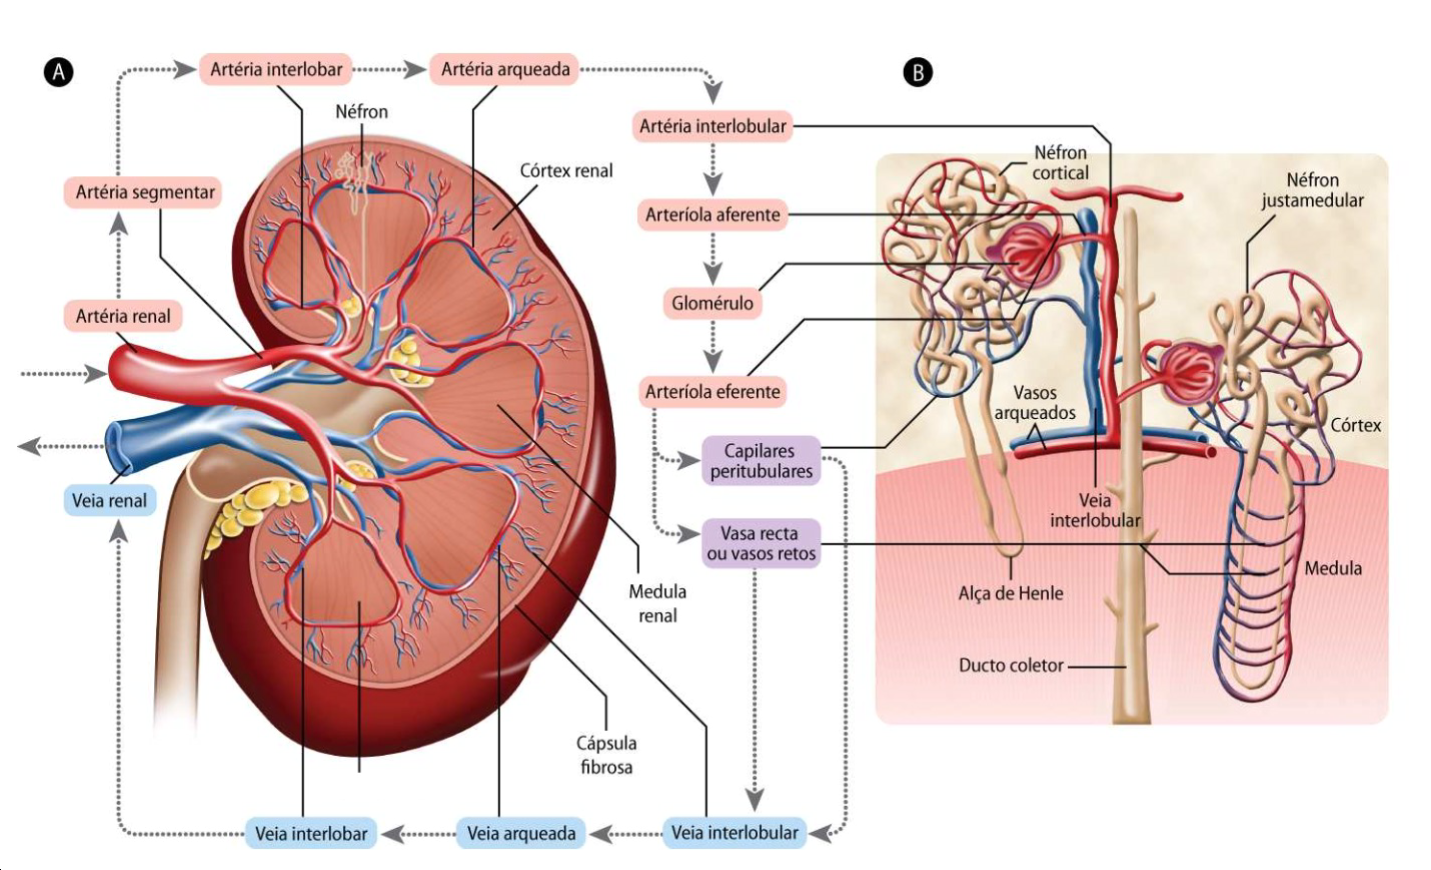 A
Artéria interlobar
Artéria arqueada
B
Néfron
Artéria interlobular
Néfron
cortical
Córtex renal
Artéria segmentar
Néfron
justamedular
Arteríola aferente
Artéria renal
Glomérulo
Arteríola eferente
Vasos
arqueados
Córtex
Capilares
peritubulares
Veia renal
Veia
interlobular
Vasa recta
ou vasos retos
Medula
Medula
renal
Alça de Henle
Ducto coletor
Cápsula
fibrosa
Veia interlobar
Veia arqueada
Veia interlobular